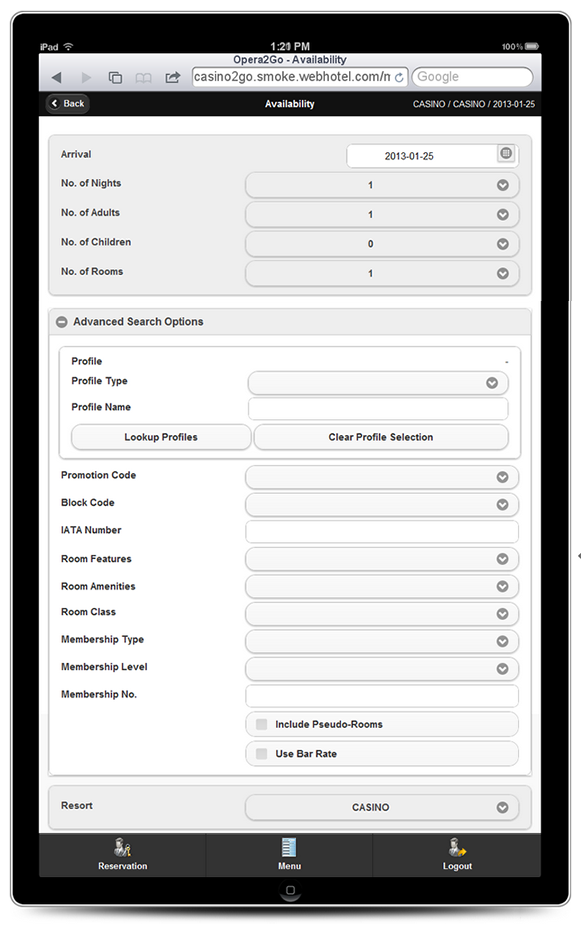 iPad 1:21 PM 100%
Opera2Go - Availability
casino2go.smoke.webhotel.com/n Google
Back Availability CASINO / CASINO / 2013-01-25
Arrival 2013-01-25
No. of Nights 1
No. of Adults 1
No. of Children 0
No. of Rooms 1
Advanced Search Options
Profile -
Profile Type
Profile Name
Lookup Profiles Clear Profile Selection
Promotion Code
Block Code
IATA Number
Room Features
Room Amenities
Room Class
Membership Type
Membership Level
Membership No.
Include Pseudo-Rooms
Use Bar Rate
Resort CASINO
Reservation Menu Logout